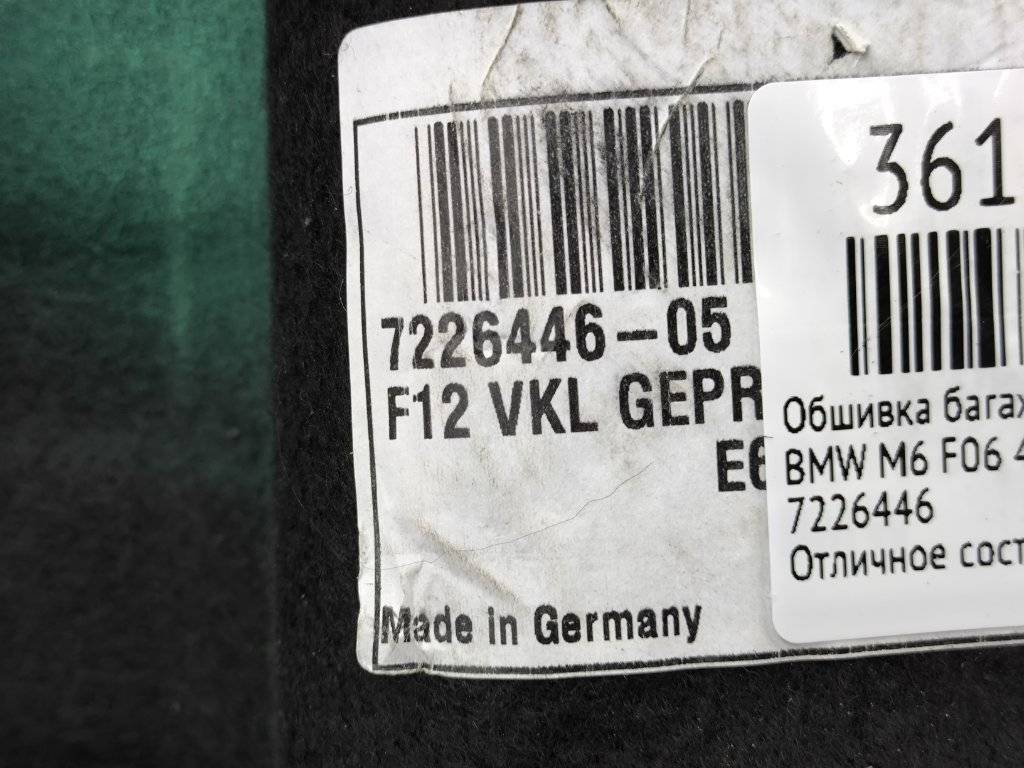 7226446-05
F12 VKL GEPR
E6
Made in Germany
361
Обшивка багаж
BMW M6 F06 4
7226446
Отличное сост